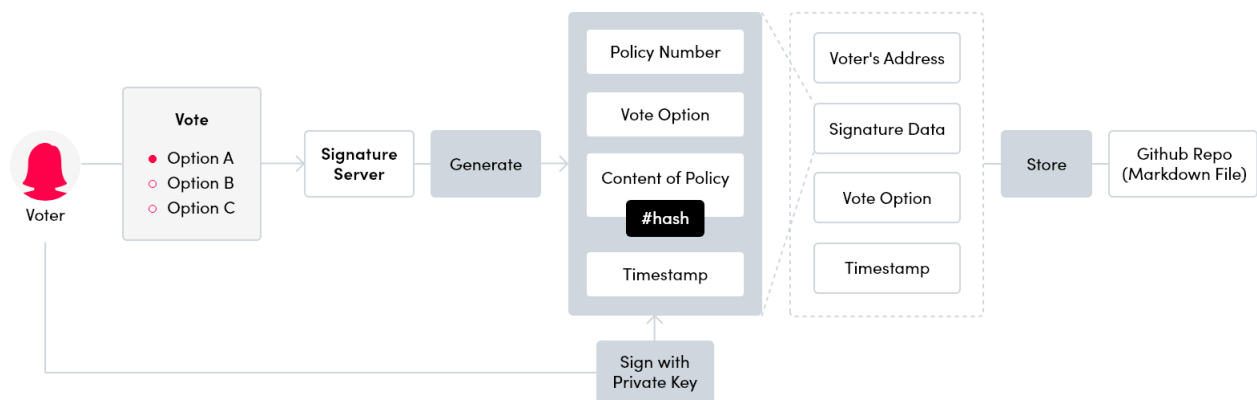 Voter
Vote
Option A
Option B
Option C
Signature
Server
Generate
Policy Number
Vote Option
Content of Policy
#hash
Timestamp
Sign with
Private Key
Voter's Address
Signature Data
Vote Option
Timestamp
Store
Github Repo
(Markdown File)